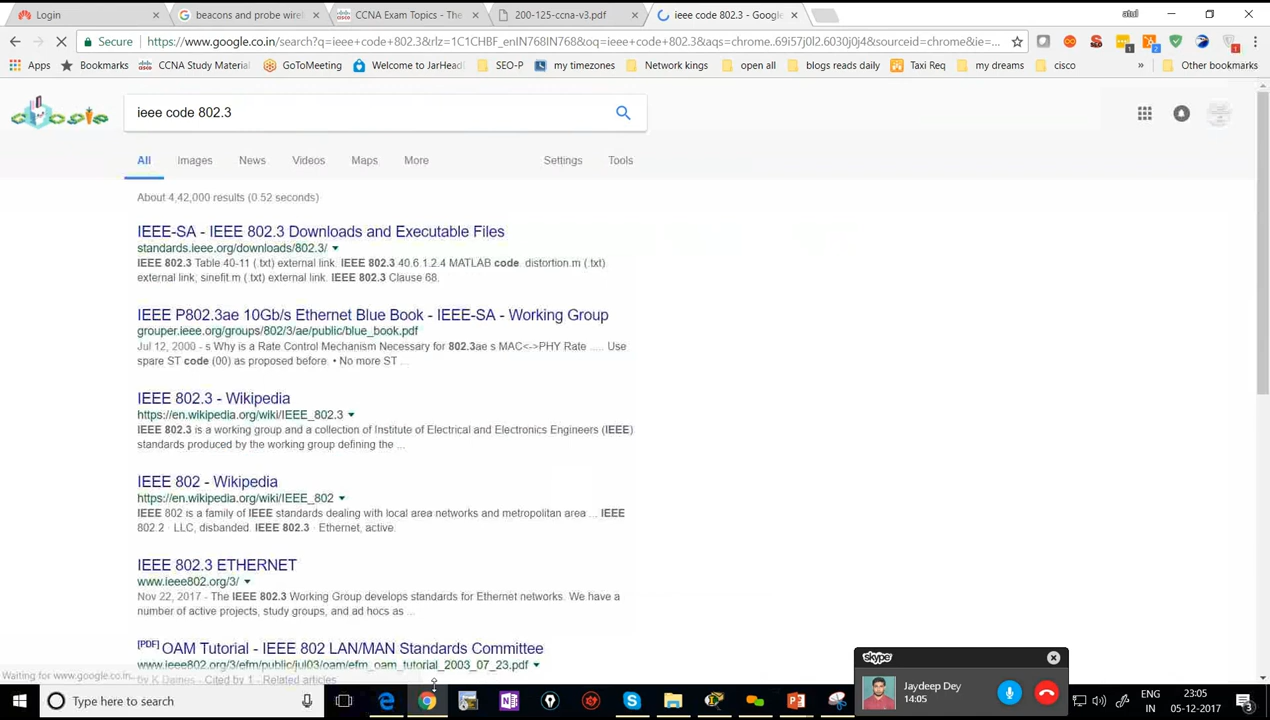 Login
beacons and probe wirel
CCNA Exam Topics - The
200-125-ccna-v3.pdf
ieee code 802.3 - Google
atul
Secure https://www.google.co.in/search?q=ieee+code+802.3&rlz=1C1CHBF_enIN768IN768&oq=ieee+code+802.3&aqs=chrome..69i57j0l2.6030j0j4&sourceid=chrome&ie=...
Apps Bookmarks CCNA Study Material GoToMeeting Welcome to JarHead SEO-P my timezones Network kings open all blogs reads daily Taxi Req my dreams cisco » Other bookmarks
ieee code 802.3
All Images News Videos Maps More Settings Tools
About 4,42,000 results (0.52 seconds)
IEEE-SA - IEEE 802.3 Downloads and Executable Files
standards.ieee.org/downloads/802.3/
IEEE 802.3 Table 40-11 (.txt) external link. IEEE 802.3 40.6.1.2.4 MATLAB code. distortion.m (.txt)
external link; sinefit.m (.txt) external link. IEEE 802.3 Clause 68.
IEEE P802.3ae 10Gb/s Ethernet Blue Book - IEEE-SA - Working Group
grouper.ieee.org/groups/802/3/ae/public/blue_book.pdf
Jul 12, 2000 - s Why is a Rate Control Mechanism Necessary for 802.3ae s MAC<->PHY Rate ..... Use
spare ST code (00) as proposed before. • No more ST ...
IEEE 802.3 - Wikipedia
https://en.wikipedia.org/wiki/IEEE_802.3
IEEE 802.3 is a working group and a collection of Institute of Electrical and Electronics Engineers (IEEE)
standards produced by the working group defining the ...
IEEE 802 - Wikipedia
https://en.wikipedia.org/wiki/IEEE_802
IEEE 802 is a family of IEEE standards dealing with local area networks and metropolitan area ... IEEE
802.2 · LLC, disbanded. IEEE 802.3 · Ethernet, active.
IEEE 802.3 ETHERNET
www.ieee802.org/3/
Nov 22, 2017 - The IEEE 802.3 Working Group develops standards for Ethernet networks. We have a
number of active projects, study groups, and ad hocs as ...
[PDF] OAM Tutorial - IEEE 802 LAN/MAN Standards Committee
www.ieee802.org/3/efm/public/jul03/oam/efm_oam_tutorial_2003_07_23.pdf
Waiting for www.google.co.in...
by K Daines - Cited by 1 - Related articles
skype
Jaydeep Dey
14:05
Type here to search
ENG
IN
23:05
05-12-2017
3